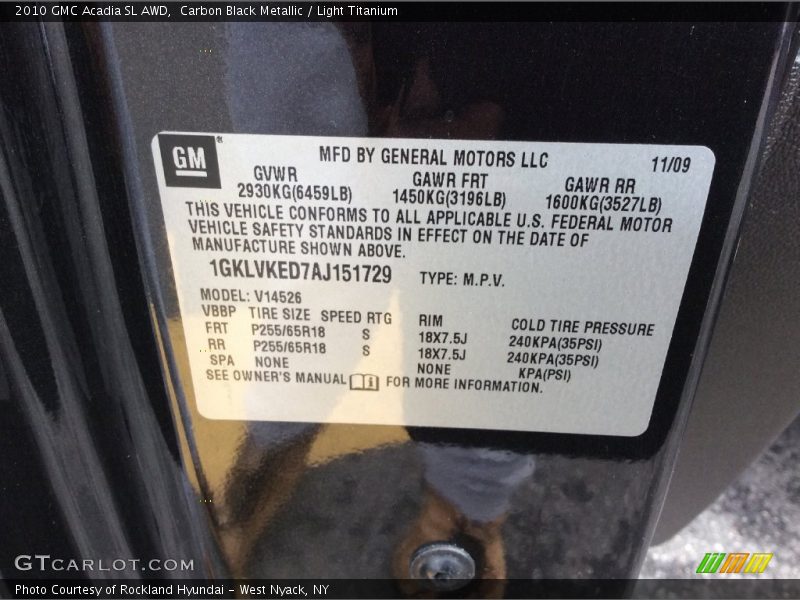 2010 GMC Acadia SL AWD,  Carbon Black Metallic / Light Titanium
GM®
MFD BY GENERAL MOTORS LLC 11/09
GVWR GAWR FRT GAWR RR
2930KG(6459LB) 1450KG(3196LB) 1600KG(3527LB)
THIS VEHICLE CONFORMS TO ALL APPLICABLE U.S. FEDERAL MOTOR
VEHICLE SAFETY STANDARDS IN EFFECT ON THE DATE OF
MANUFACTURE SHOWN ABOVE.
1GKLVKED7AJ151729 TYPE: M.P.V.
MODEL: V14526
VBBP TIRE SIZE SPEED RTG RIM COLD TIRE PRESSURE
FRT P255/65R18 S 18X7.5J 240KPA(35PSI)
RR P255/65R18 S 18X7.5J 240KPA(35PSI)
SPA NONE NONE KPA(PSI)
SEE OWNER'S MANUAL FOR MORE INFORMATION.
GTCARLOT.COM
Photo Courtesy of Rockland Hyundai - West Nyack, NY